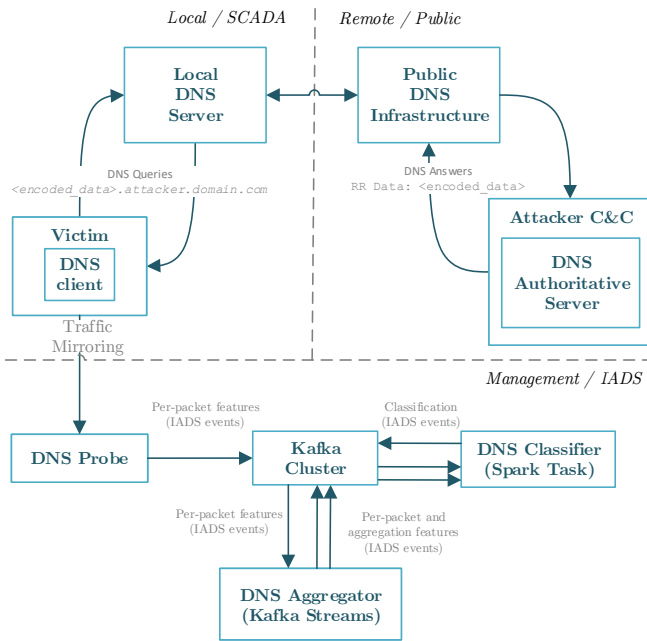 Local / SCADA
Remote / Public
Local
DNS
Server
Public
DNS
Infrastructure
DNS Queries
<encoded_data>.attacker.domain.com
DNS Answers
RR Data: <encoded_data>
Victim
DNS
client
Attacker C&C
DNS
Authoritative
Server
Traffic
Mirroring
Management / IADS
Per-packet features
(IADS events)
Classification
(IADS events)
DNS Probe
Kafka
Cluster
DNS Classifier
(Spark Task)
Per-packet features
(IADS events)
Per-packet and
aggregation features
(IADS events)
DNS Aggregator
(Kafka Streams)